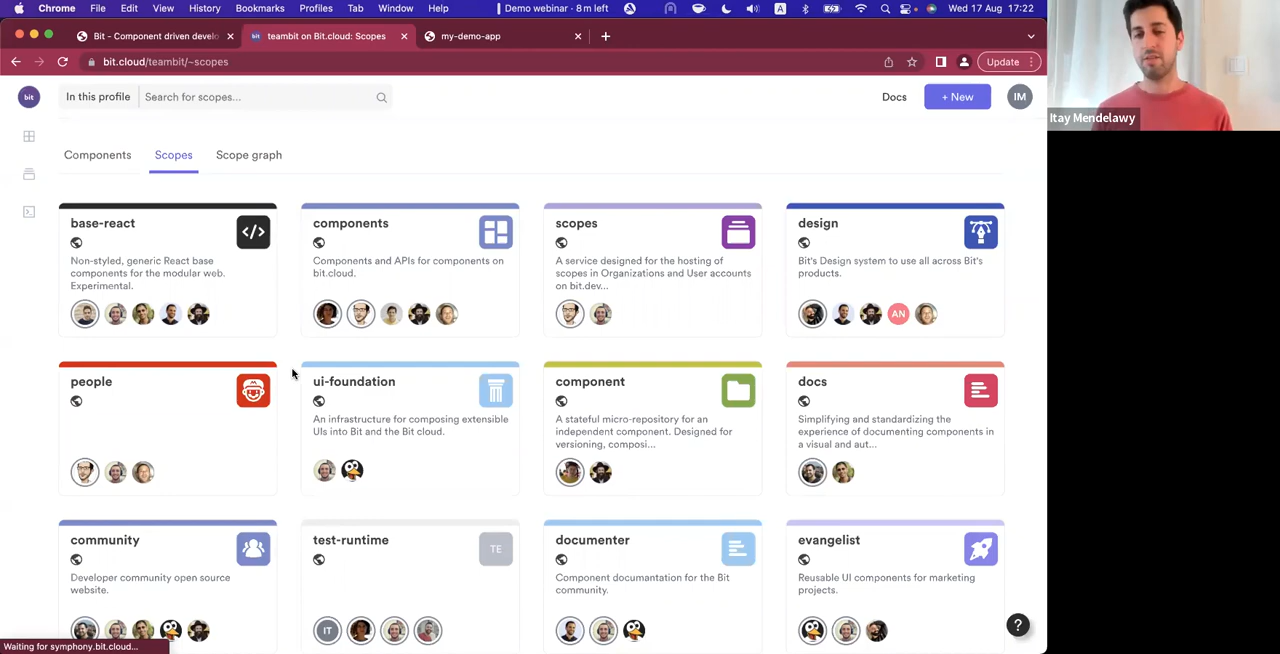 Chrome File Edit View History Bookmarks Profiles Tab Window Help Demo webinar · 8 m left A Wed 17 Aug 17:22
Bit - Component driven develo
bit teambit on Bit.cloud: Scopes
my-demo-app
bit.cloud/teambit/~scopes
Update
bit In this profile Search for scopes... Docs + New IM
Itay Mendelawy
Components Scopes Scope graph
base-react
Non-styled, generic React base
components for the modular web.
Experimental.
components
Components and APIs for components on
bit.cloud.
scopes
A service designed for the hosting of
scopes in Organizations and User accounts
on bit.dev...
design
Bit's Design system to use all across Bit's
products.
AN
people
ui-foundation
An infrastructure for composing extensible
UIs into Bit and the Bit cloud.
component
A stateful micro-repository for an
independent component. Designed for
versioning, composi...
docs
Simplifying and standardizing the
experience of documenting components in
a visual and aut...
community
Developer community open source
website.
test-runtime
TE
IT
documenter
Component documantation for the Bit
community.
evangelist
Reusable UI components for marketing
projects.
?
Waiting for symphony.bit.cloud...